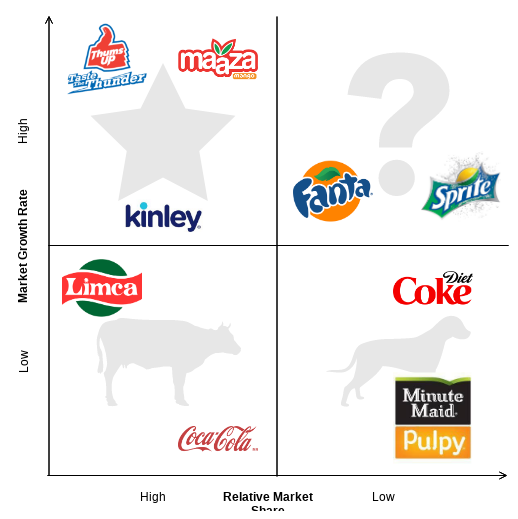 Thums
UP
Taste
The Thunder
maaza
mango
?
kinley
Fanta
Sprite
High
Market Growth Rate
Low
Limca
Diet
Coke
Minute
Maid
Pulpy
Coca-Cola
High
Relative Market
Share
Low